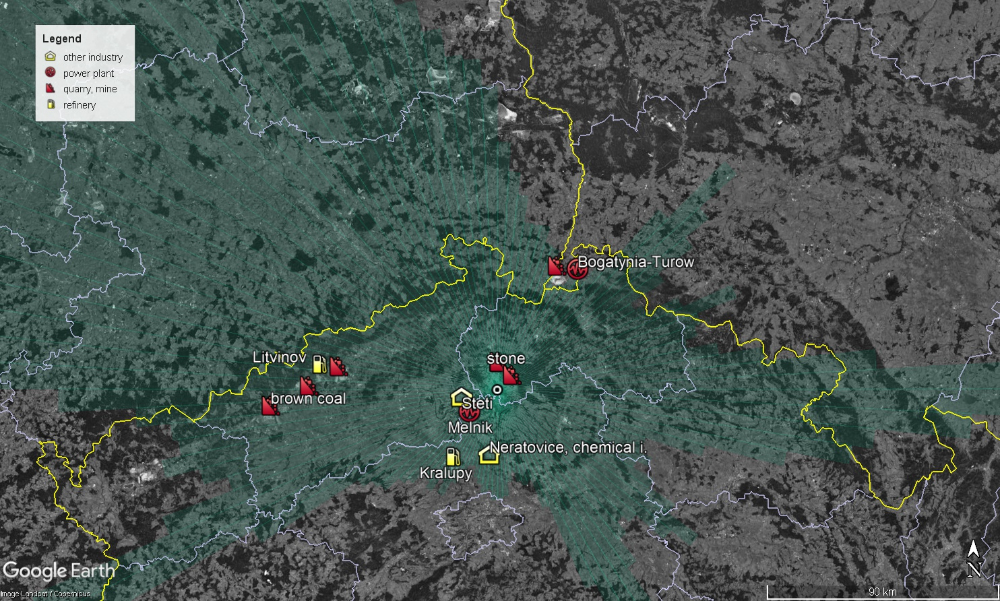 Legend
other industry
power plant
quarry, mine
refinery
Bogatynia-Turow
Litvinov
stone
brown coal
Steti
Melnik
Neratovice, chemical i.
Kralupy
Google Earth
mage Landsat / Copernicus
N
90 km